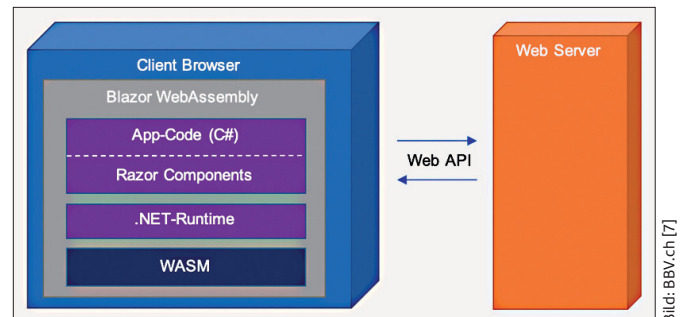 Client Browser
Blazor WebAssembly
App-Code (C#)
Razor Components
.NET-Runtime
WASM
Web API
Web Server
Bild: BBV.ch [7]